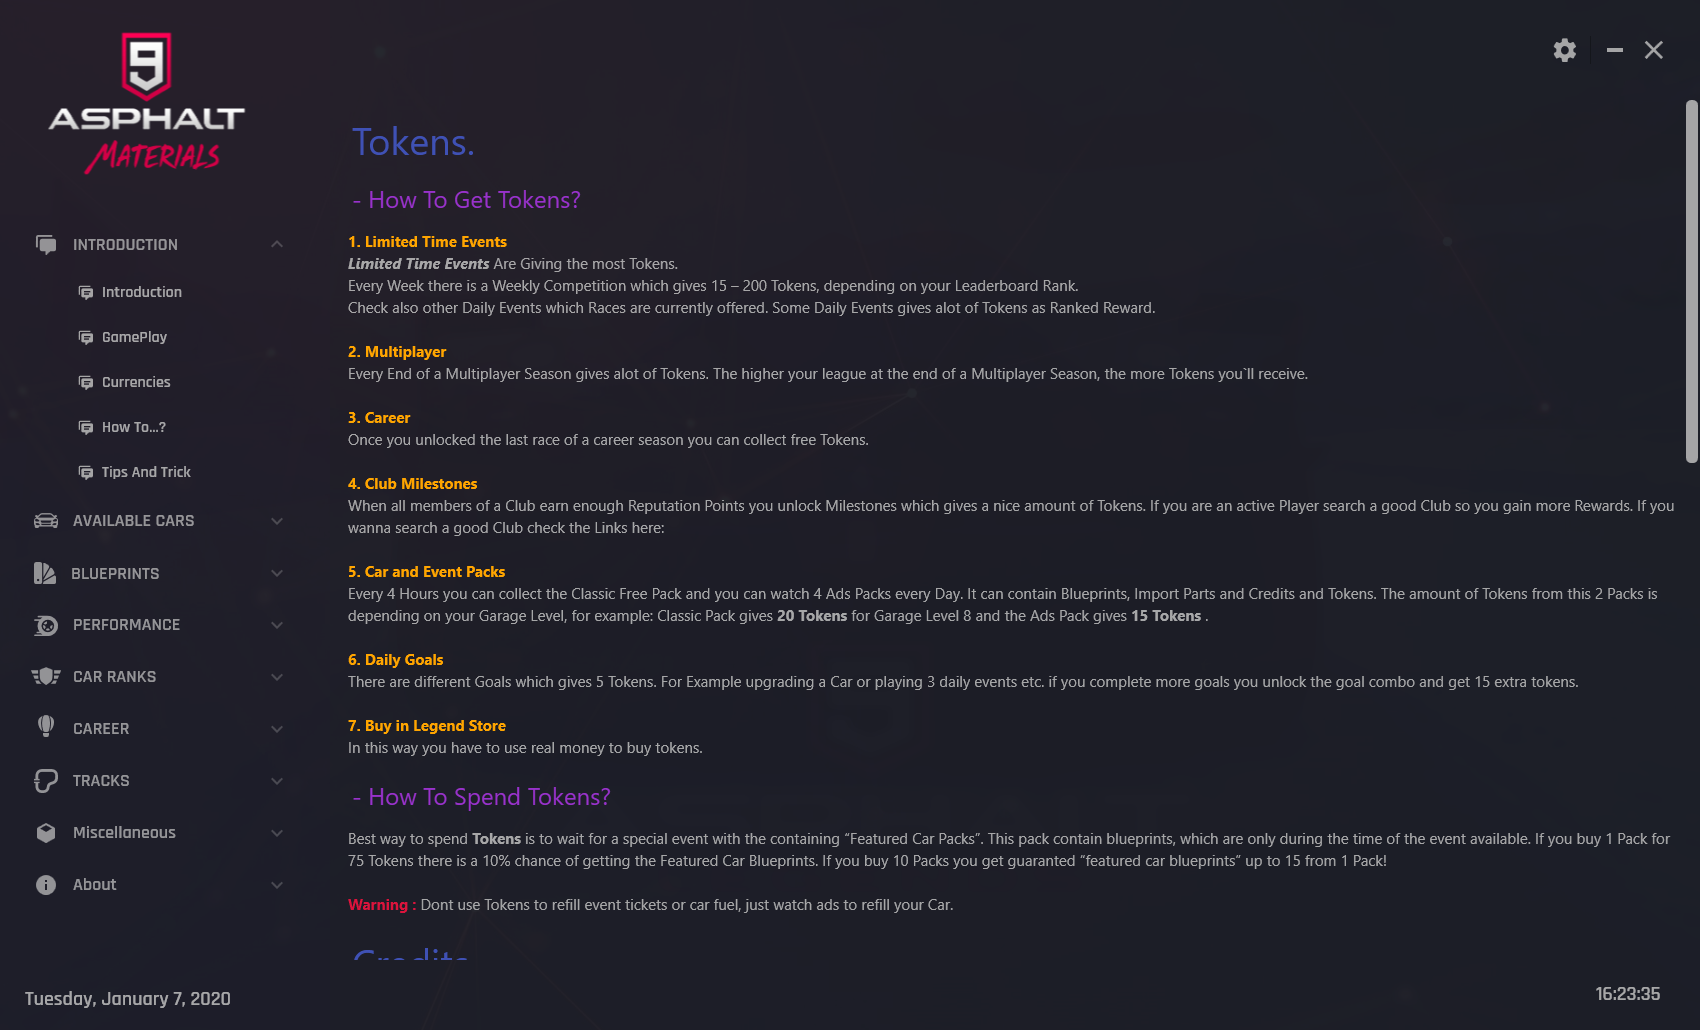 9
ASPHALT
MATERIALS
INTRODUCTION
Introduction
GamePlay
Currencies
How To...?
Tips And Trick
AVAILABLE CARS
BLUEPRINTS
PERFORMANCE
CAR RANKS
CAREER
TRACKS
Miscellaneous
About
Tuesday, January 7, 2020
Tokens.
- How To Get Tokens?
1. Limited Time Events
Limited Time Events Are Giving the most Tokens.
Every Week there is a Weekly Competition which gives 15 – 200 Tokens, depending on your Leaderboard Rank.
Check also other Daily Events which Races are currently offered. Some Daily Events gives alot of Tokens as Ranked Reward.
2. Multiplayer
Every End of a Multiplayer Season gives alot of Tokens. The higher your league at the end of a Multiplayer Season, the more Tokens you`ll receive.
3. Career
Once you unlocked the last race of a career season you can collect free Tokens.
4. Club Milestones
When all members of a Club earn enough Reputation Points you unlock Milestones which gives a nice amount of Tokens. If you are an active Player search a good Club so you gain more Rewards. If you
wanna search a good Club check the Links here:
5. Car and Event Packs
Every 4 Hours you can collect the Classic Free Pack and you can watch 4 Ads Packs every Day. It can contain Blueprints, Import Parts and Credits and Tokens. The amount of Tokens from this 2 Packs is
depending on your Garage Level, for example: Classic Pack gives 20 Tokens for Garage Level 8 and the Ads Pack gives 15 Tokens .
6. Daily Goals
There are different Goals which gives 5 Tokens. For Example upgrading a Car or playing 3 daily events etc. if you complete more goals you unlock the goal combo and get 15 extra tokens.
7. Buy in Legend Store
In this way you have to use real money to buy tokens.
- How To Spend Tokens?
Best way to spend Tokens is to wait for a special event with the containing “Featured Car Packs”. This pack contain blueprints, which are only during the time of the event available. If you buy 1 Pack for
75 Tokens there is a 10% chance of getting the Featured Car Blueprints. If you buy 10 Packs you get guaranted “featured car blueprints” up to 15 from 1 Pack!
Warning : Dont use Tokens to refill event tickets or car fuel, just watch ads to refill your Car.
Credits
16:23:35